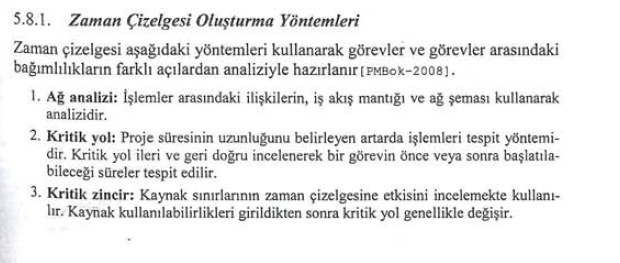 5.8.1. Zaman Çizelgesi Oluşturma Yöntemleri
Zaman çizelgesi aşağıdaki yöntemleri kullanarak görevler ve görevler arasındaki
bağımlılıkların farklı açılardan analiziyle hazırlanır [PMBok-2008].
1. Ağ analizi: İşlemler arasındaki ilişkilerin, iş akış mantığı ve ağ şeması kullanarak
analizidir.
2. Kritik yol: Proje süresinin uzunluğunu belirleyen artarda işlemleri tespit yöntemi-
dir. Kritik yol ileri ve geri doğru incelenerek bir görevin önce veya sonra başlatıla-
bileceği süreler tespit edilir.
3. Kritik zincir: Kaynak sınırlarının zaman çizelgesine etkisini incelemekte kullanı-
lır. Kaynak kullanılabilirlikleri girildikten sonra kritik yol genellikle değişir.